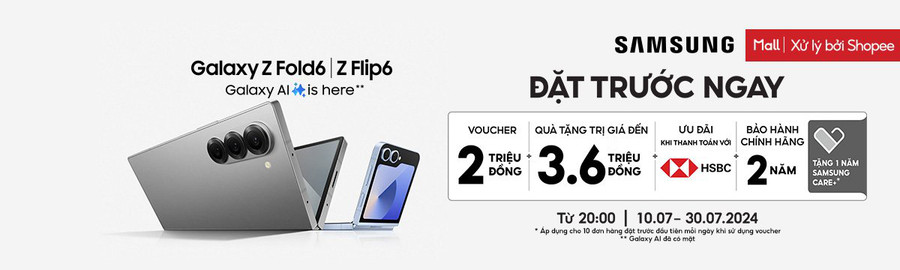 SAMSUNG
Mall | Xử lý bởi Shopee
Galaxy Z Fold6 | Z Flip6
Galaxy AI is here**
ĐẶT TRƯỚC NGAY
VOUCHER
2 TRIỆU ĐỒNG
+
QUÀ TẶNG TRỊ GIÁ ĐẾN
3.6 TRIỆU ĐỒNG
+
ƯU ĐÃI
KHI THANH TOÁN VỚI
HSBC
+
BẢO HÀNH
CHÍNH HÃNG
2 NĂM
TẶNG 1 NĂM
SAMSUNG
CARE+*
Từ 20:00 | 10.07– 30.07.2024
* Áp dụng cho 10 đơn hàng đặt trước đầu tiên mỗi ngày khi sử dụng voucher
** Galaxy AI đã có mặt